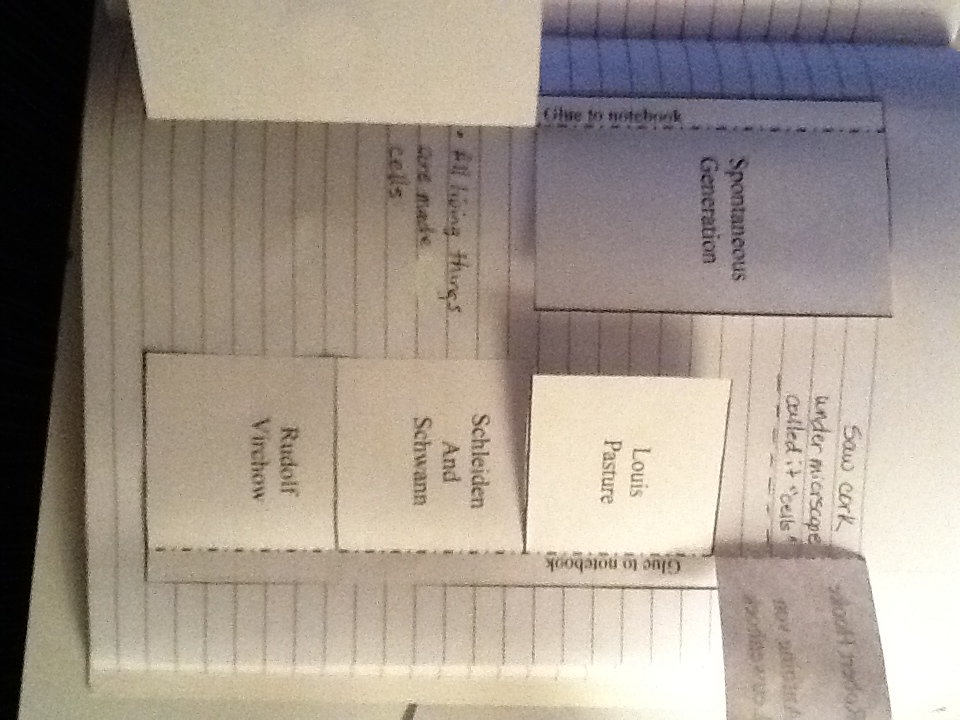 Glue to notebook
Spontaneous
Generation
Saw cork
under micrscope
called it "cells"
Louis
Pasture
Glue to notebook
• All living things
are made
cells
Schleiden
And
Schwann
Rudolf
Virchow